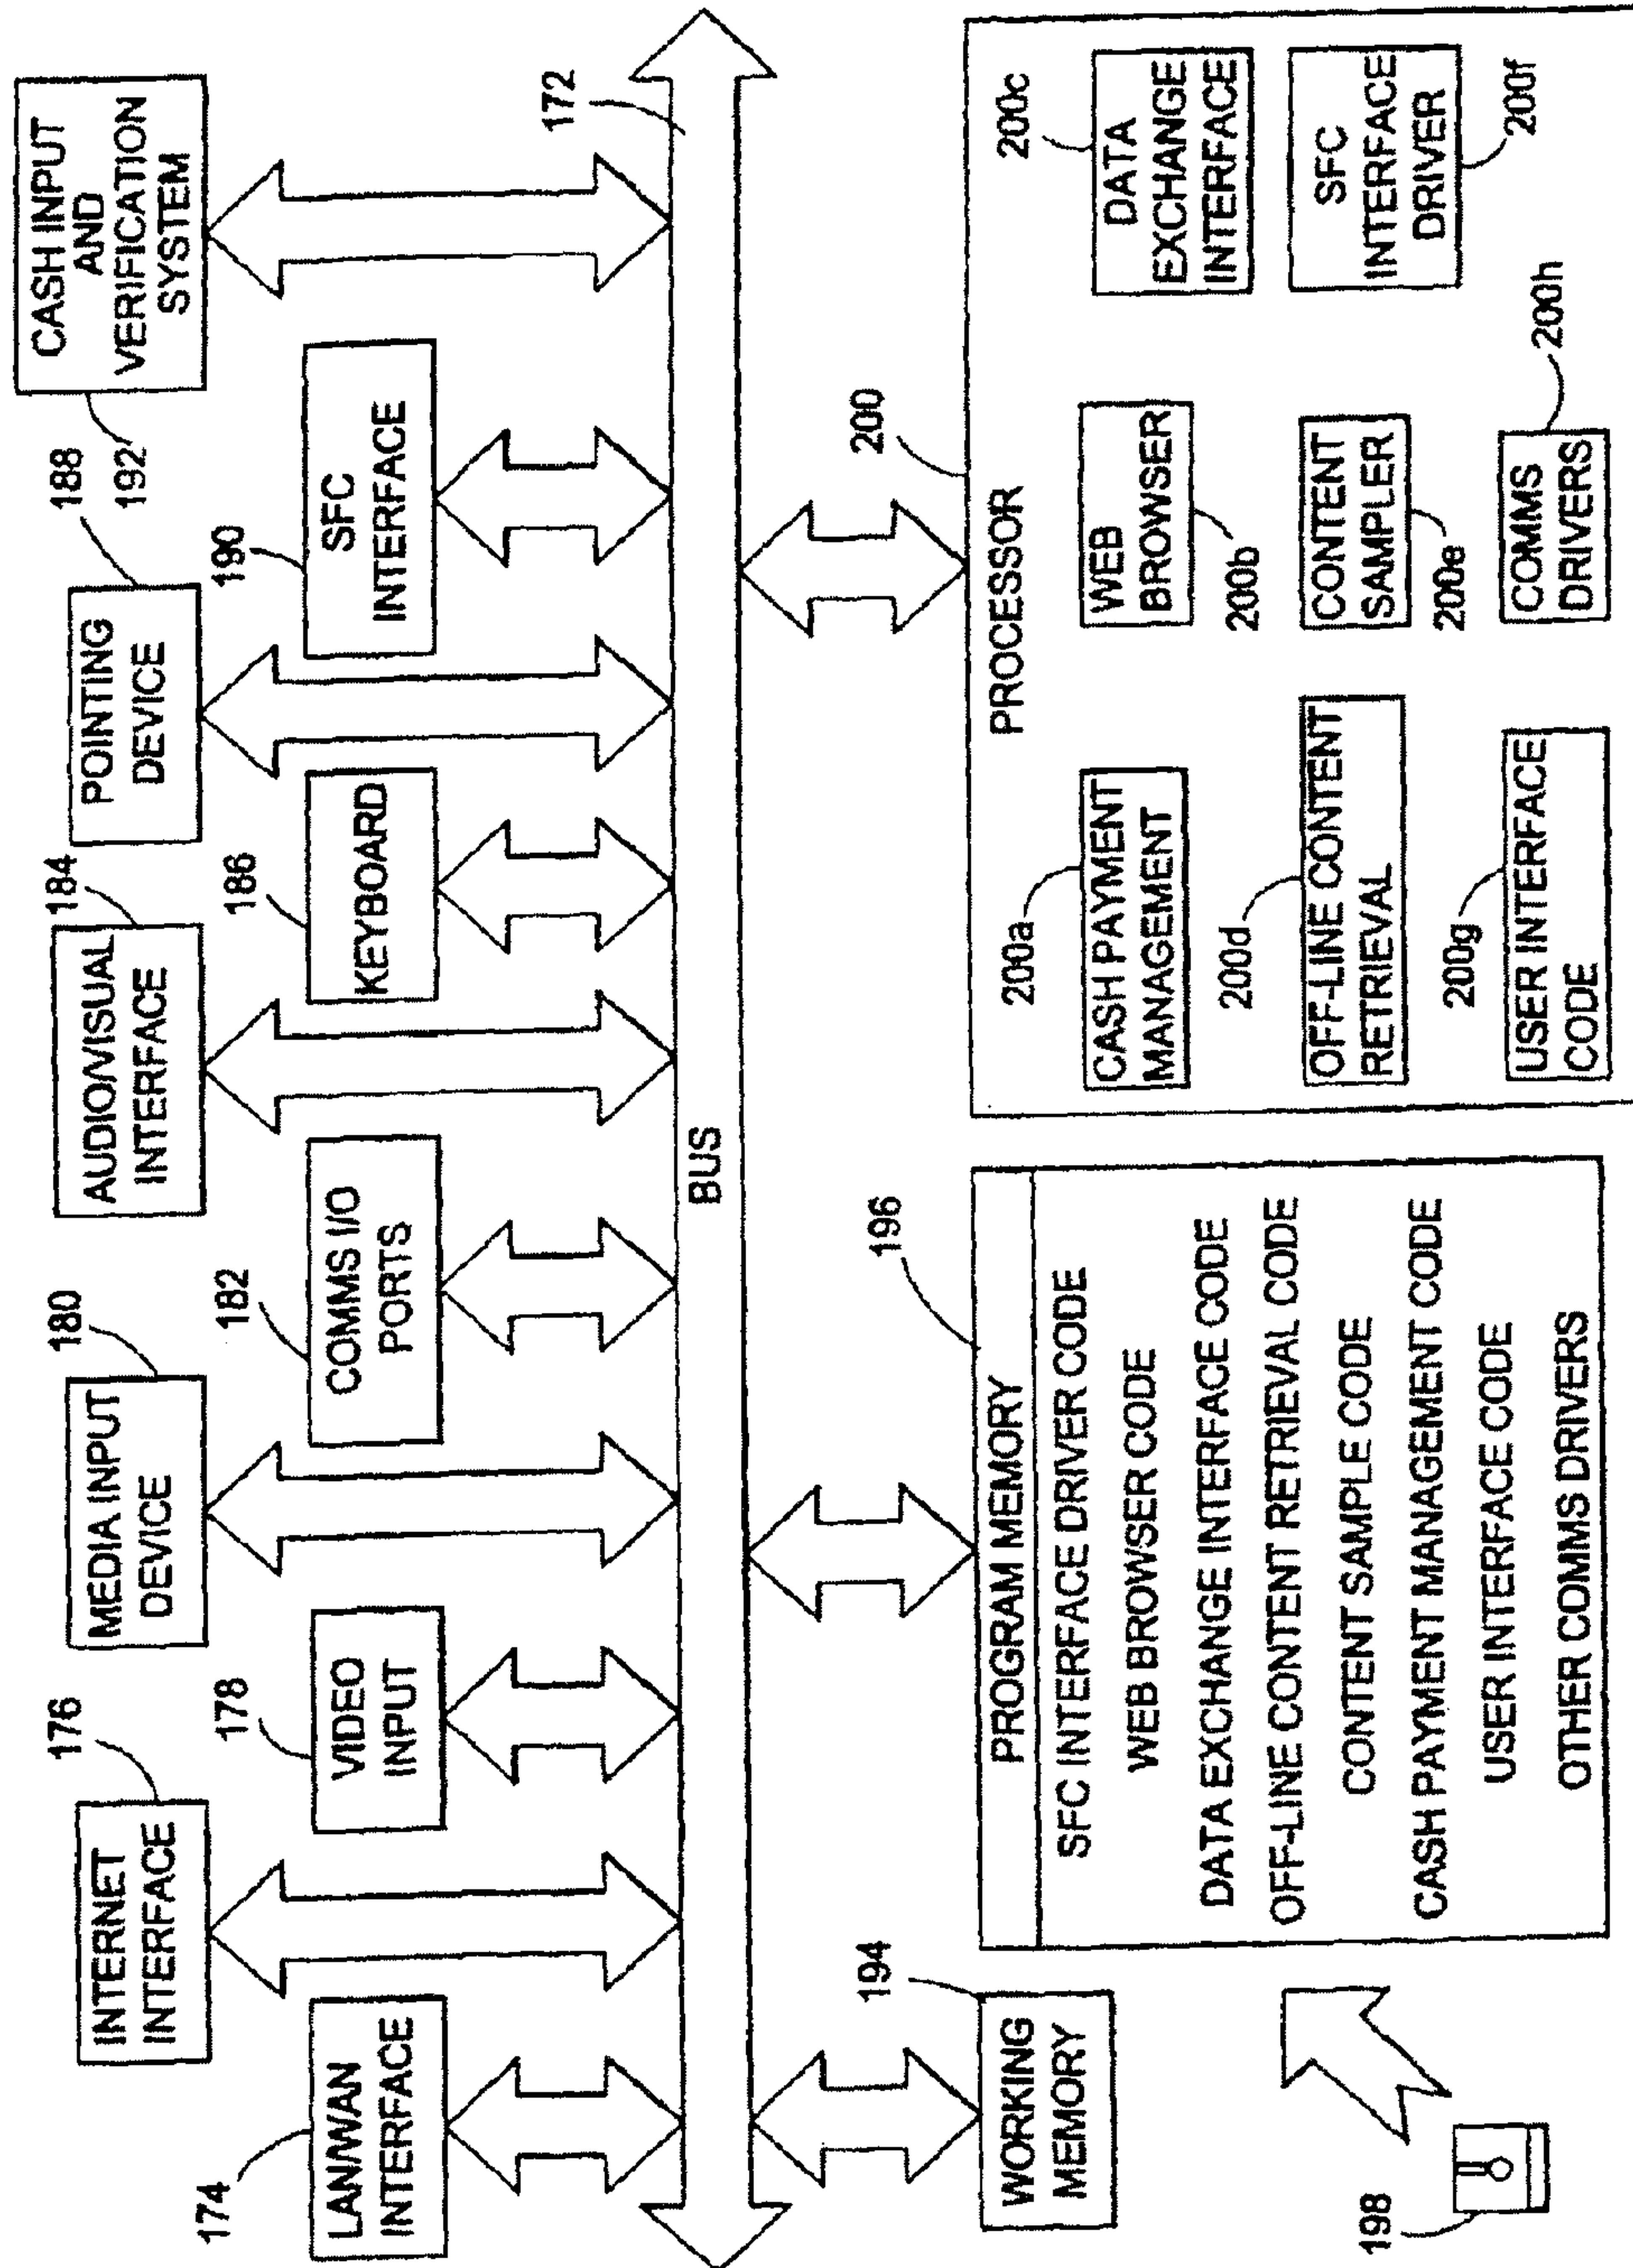 174
LAN/WAN
INTERFACE
176
INTERNET
INTERFACE
178
VIDEO
INPUT
180
MEDIA INPUT
DEVICE
182
COMMS I/O
PORTS
184
AUDIO/VISUAL
INTERFACE
186
KEYBOARD
188
POINTING
DEVICE
190
SFC
INTERFACE
192
CASH INPUT
AND
VERIFICATION
SYSTEM
BUS
172
194
WORKING
MEMORY
198
196
PROGRAM MEMORY
SFC INTERFACE DRIVER CODE
WEB BROWSER CODE
DATA EXCHANGE INTERFACE CODE
OFF-LINE CONTENT RETRIEVAL CODE
CONTENT SAMPLE CODE
CASH PAYMENT MANAGEMENT CODE
USER INTERFACE CODE
OTHER COMMS DRIVERS
200
PROCESSOR
200a
CASH PAYMENT
MANAGEMENT
WEB
BROWSER
200b
200c
DATA
EXCHANGE
INTERFACE
200d
OFF-LINE CONTENT
RETRIEVAL
CONTENT
SAMPLER
200e
SFC
INTERFACE
DRIVER
200f
200g
USER INTERFACE
CODE
COMMS
DRIVERS
200h